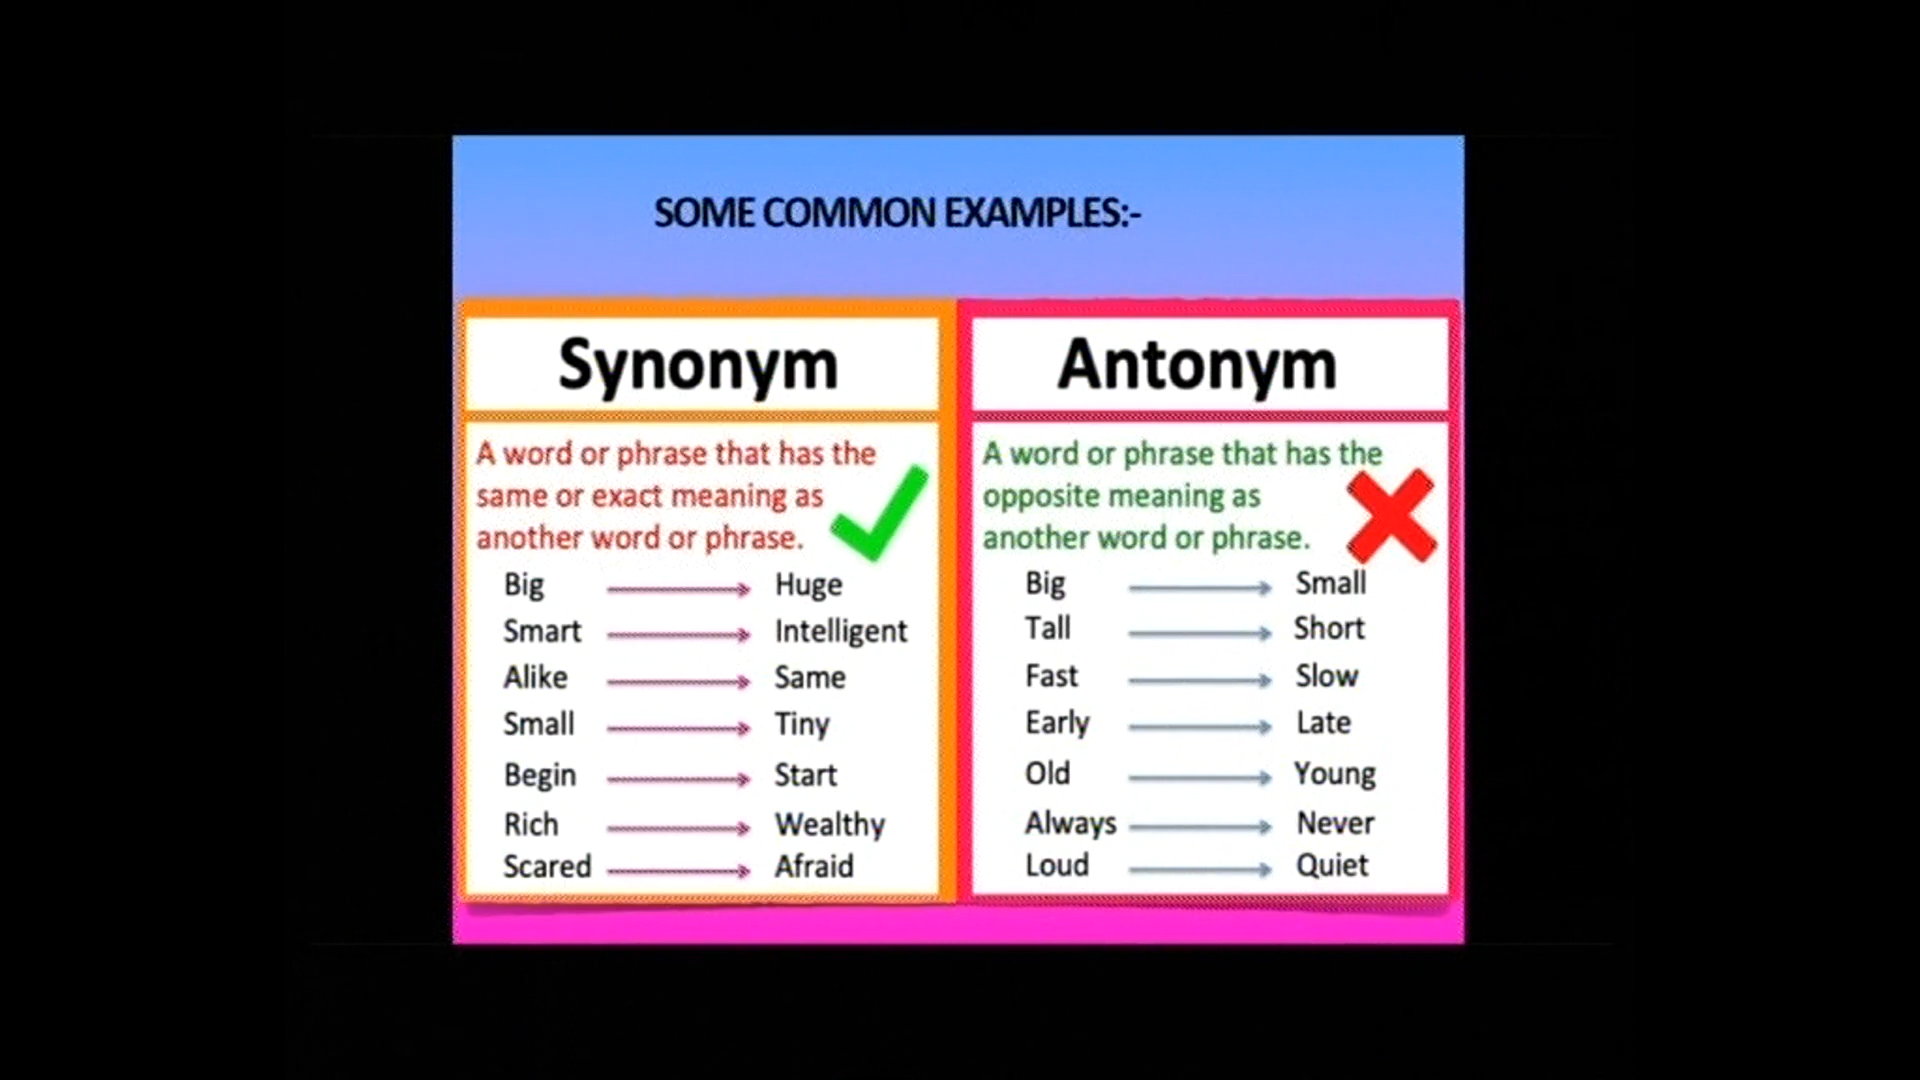 SOME COMMON EXAMPLES:-
Synonym
A word or phrase that has the
same or exact meaning as
another word or phrase.
Big Huge
Smart Intelligent
Alike Same
Small Tiny
Begin Start
Rich Wealthy
Scared Afraid
Antonym
A word or phrase that has the
opposite meaning as
another word or phrase.
Big Small
Tall Short
Fast Slow
Early Late
Old Young
Always Never
Loud Quiet